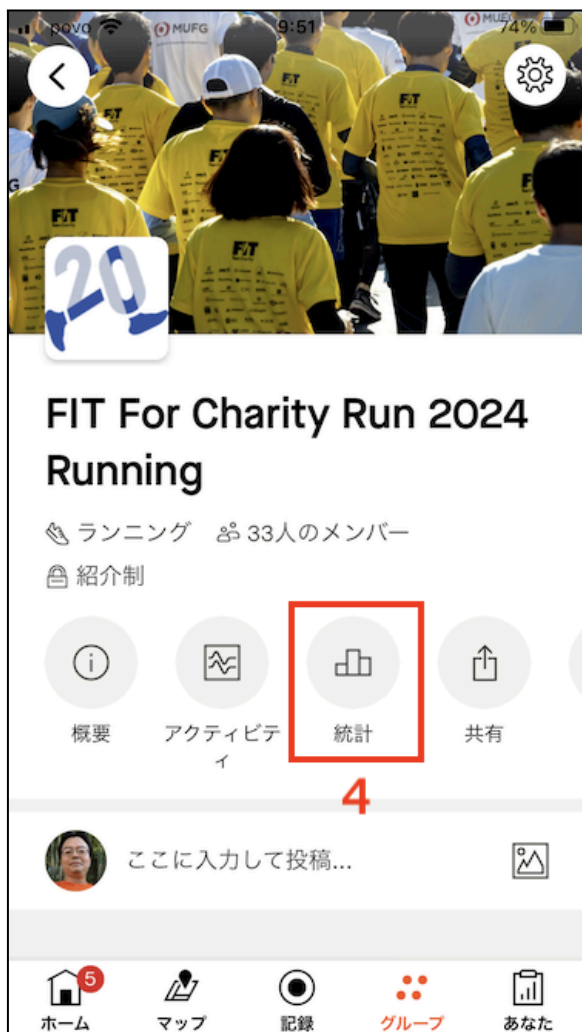 povo
9:51
74%
MUFG
MUFG
FIT
FIT
FIT
FIT
FIT
20
FIT For Charity Run 2024
Running
ランニング 33人のメンバー
紹介制
概要 アクティビテ 統計 共有
ィ
4
ここに入力して投稿...
5
ホーム マップ 記録 グループ あなた